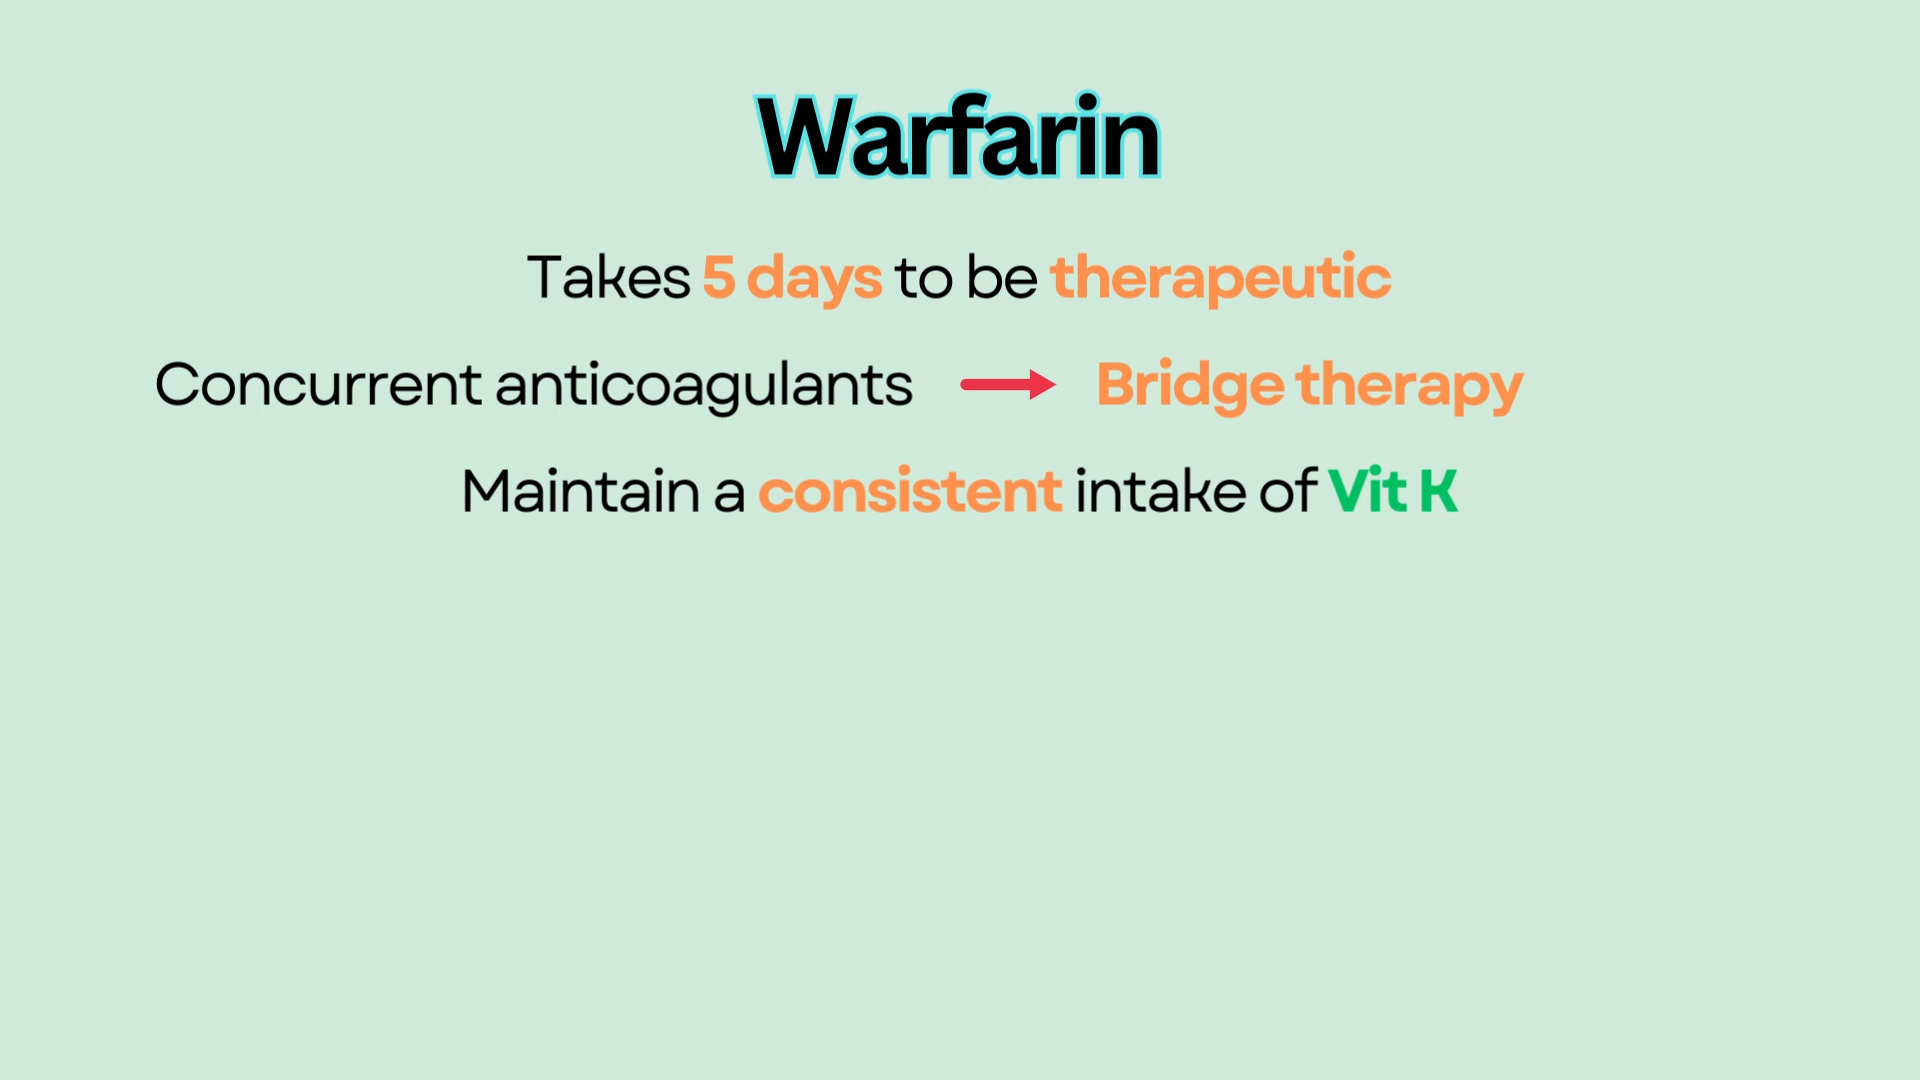 Warfarin
Takes 5 days to be therapeutic
Concurrent anticoagulants → Bridge therapy
Maintain a consistent intake of Vit K